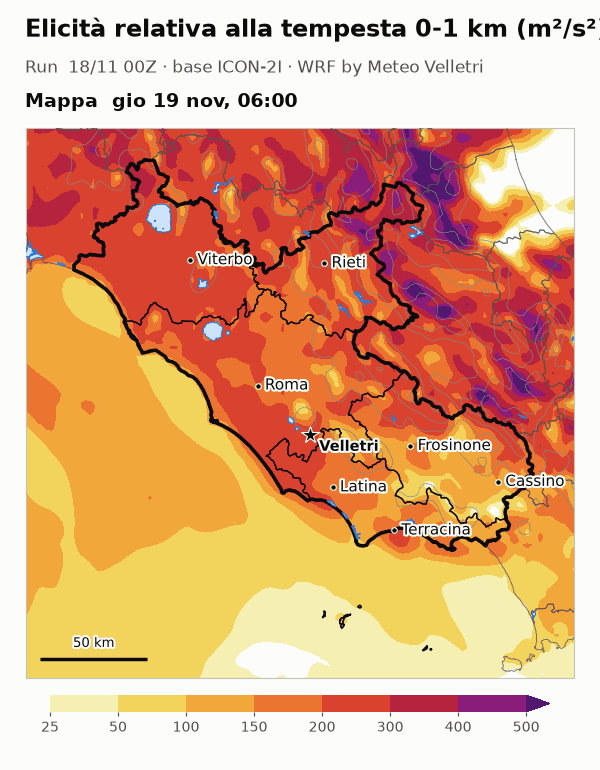 Elicità relativa alla tempesta 0-1 km (m²/s²)
Run 18/11 00Z · base ICON-2I · WRF by Meteo Velletri
Mappa gio 19 nov, 06:00
Viterbo
Rieti
Roma
Velletri
Frosinone
Latina
Cassino
Terracina
50 km
25 50 100 150 200 300 400 500